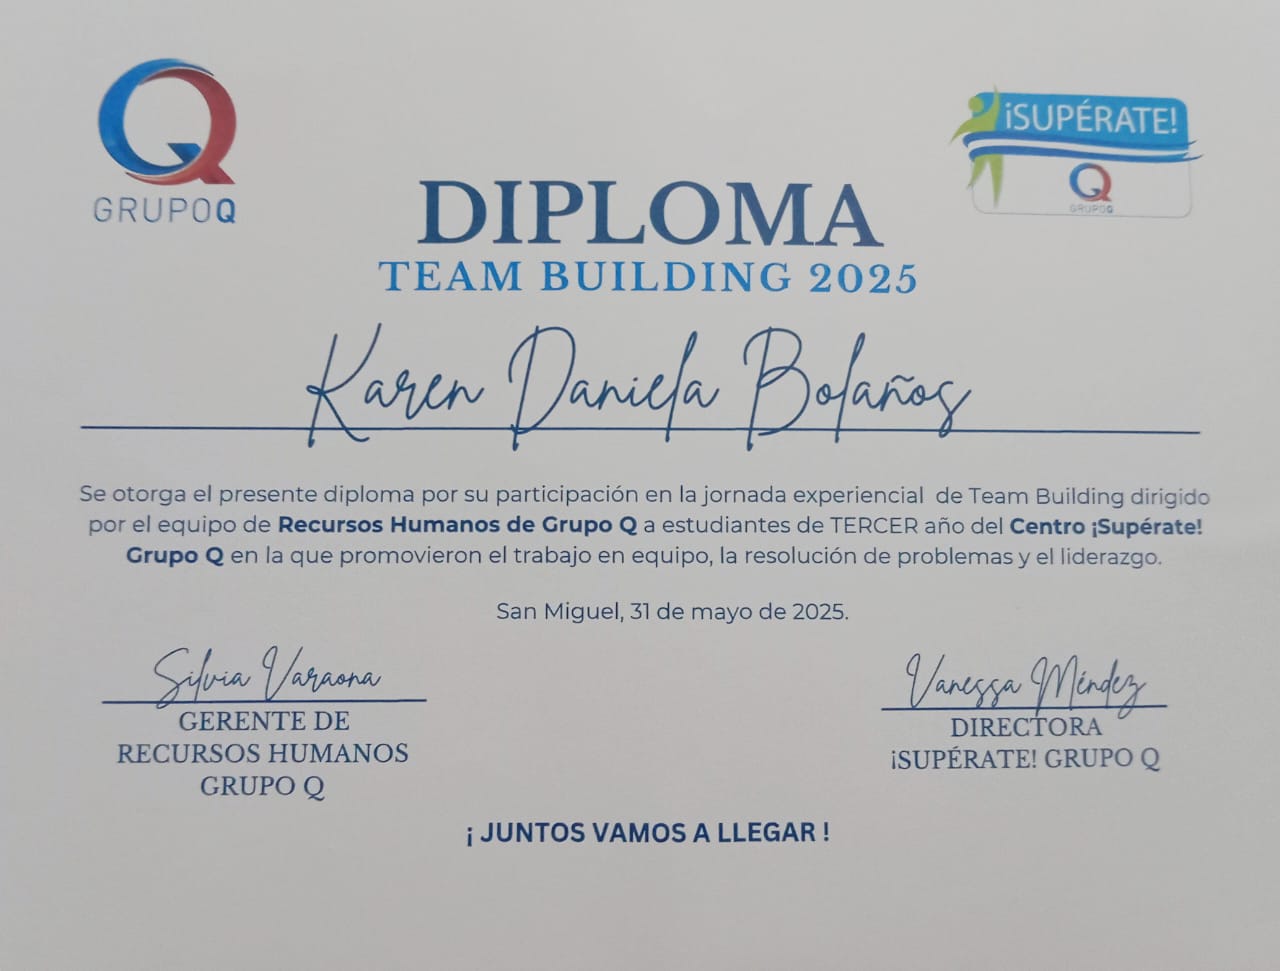 GRUPOQ
¡SUPÉRATE!
GRUPOQ
DIPLOMA
TEAM BUILDING 2025
Karen Daniela Bolaños
Se otorga el presente diploma por su participación en la jornada experiencial de Team Building dirigido
por el equipo de Recursos Humanos de Grupo Q a estudiantes de TERCER año del Centro ¡Supérate!
Grupo Q en la que promovieron el trabajo en equipo, la resolución de problemas y el liderazgo.
San Miguel, 31 de mayo de 2025.
Silvia Varaona
GERENTE DE
RECURSOS HUMANOS
GRUPO Q
Vanessa Méndez
DIRECTORA
¡SUPÉRATE! GRUPO Q
¡ JUNTOS VAMOS A LLEGAR !